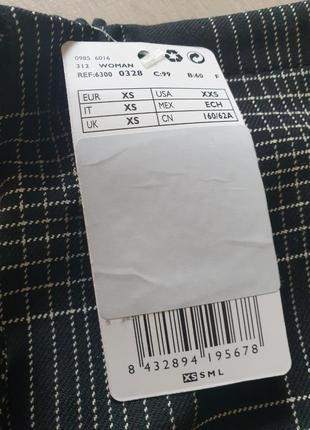 0985 6016
312 WOMAN
REF:6300 0328 C:99 B:60 F
EUR XS USA XXS
IT XS MEX ECH
UK XS CN 160/62A
8 432894 195678
XS S M L